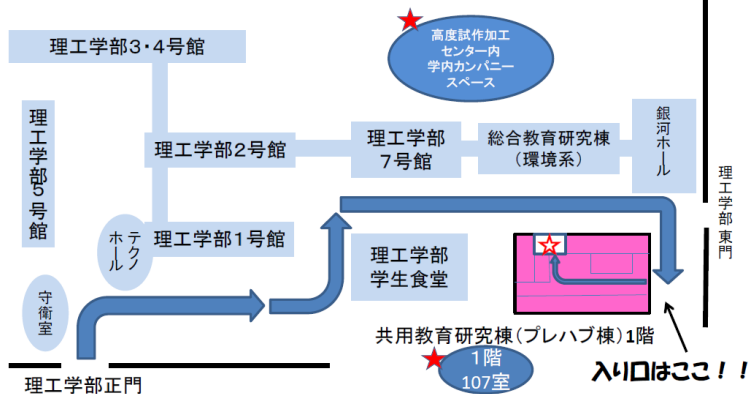 理工学部3・4号館
高度試作加工
センター内
学内カンパニー
スペース
理工学部5号館
理工学部2号館
理工学部
7号館
総合教育研究棟
(環境系)
銀河ホール
理工学部東門
テクノ
ホール
理工学部1号館
理工学部
学生食堂
守衛室
共用教育研究棟(プレハブ棟)1階
1階
107室
入り口はここ!!
理工学部正門